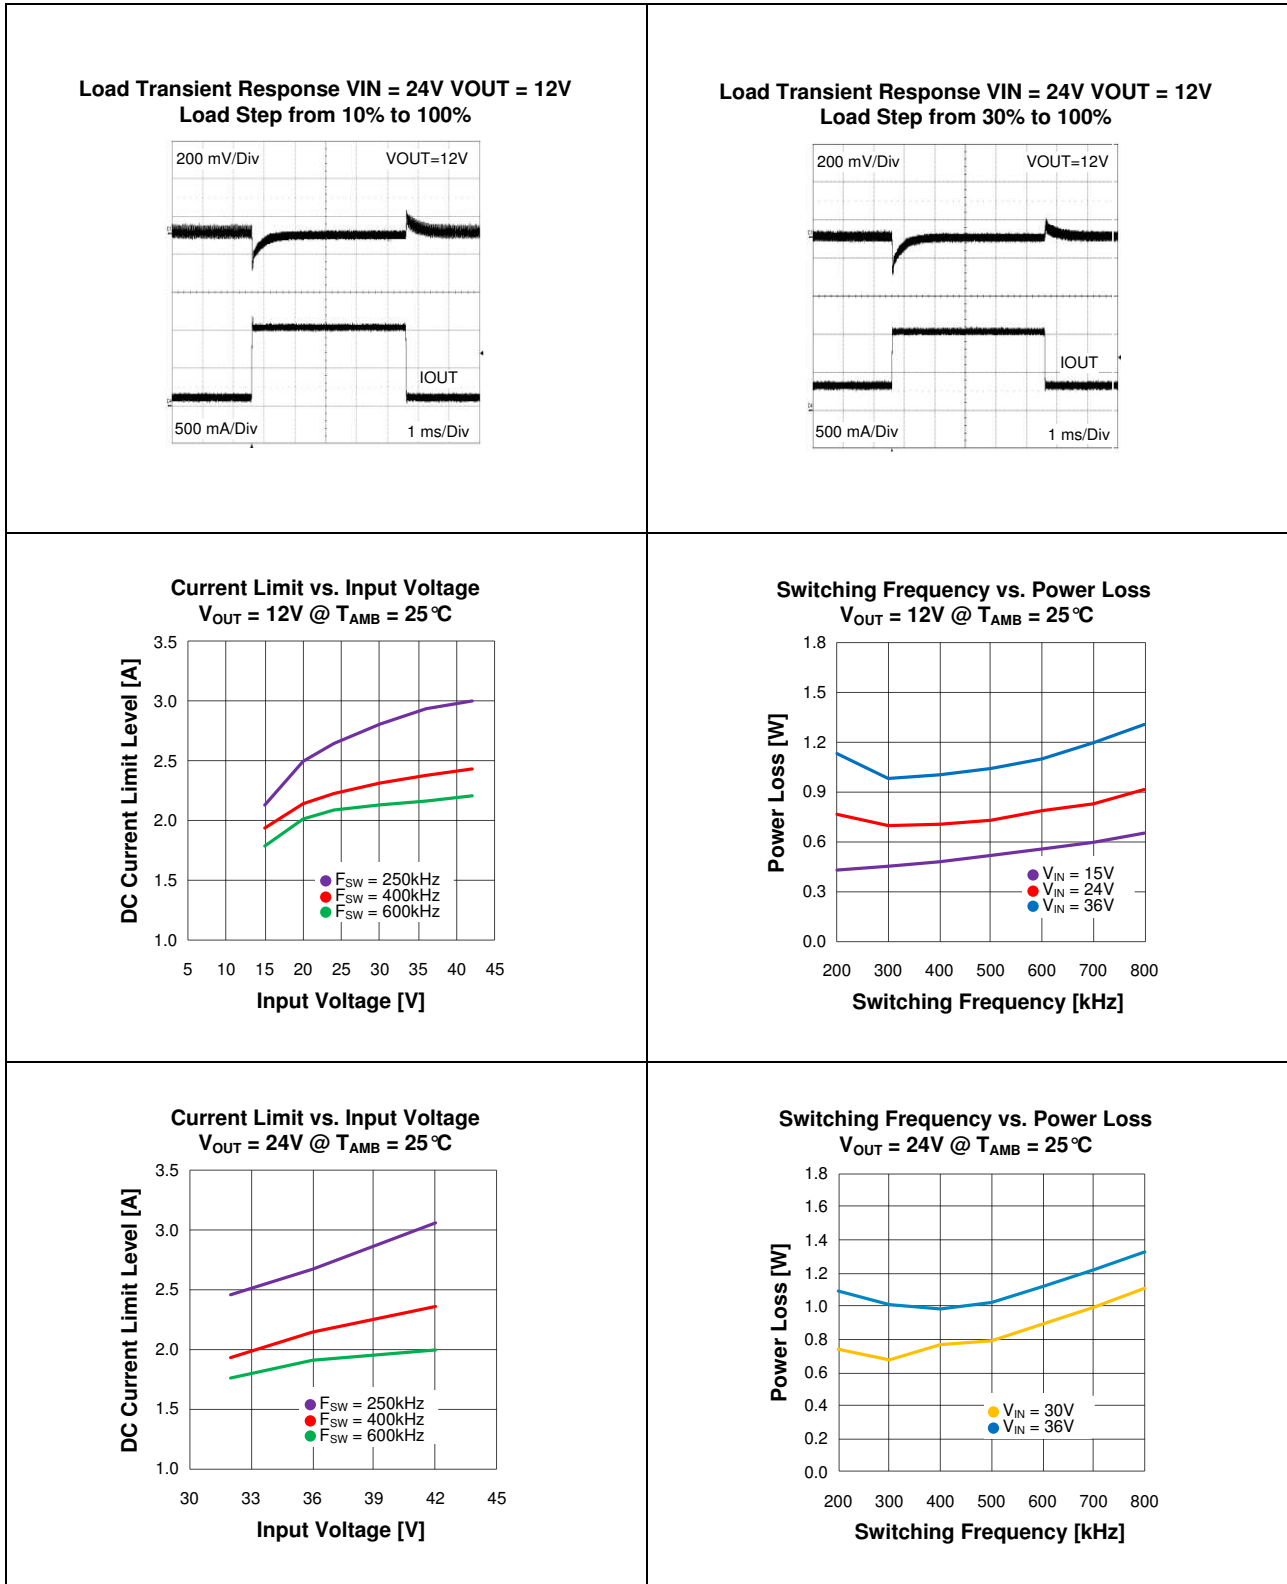 Load Transient Response VIN = 24V VOUT = 12V
Load Step from 10% to 100%
200 mV/Div
VOUT=12V
IOUT
500 mA/Div
1 ms/Div
Load Transient Response VIN = 24V VOUT = 12V
Load Step from 30% to 100%
200 mV/Div
VOUT=12V
IOUT
500 mA/Div
1 ms/Div
Current Limit vs. Input Voltage
VOUT = 12V @ TAMB = 25°C
DC Current Limit Level [A]
3.5
3.0
2.5
2.0
1.5
1.0
FSW = 250kHz
FSW = 400kHz
FSW = 600kHz
5 10 15 20 25 30 35 40 45
Input Voltage [V]
Switching Frequency vs. Power Loss
VOUT = 12V @ TAMB = 25°C
Power Loss [W]
1.8
1.5
1.2
0.9
0.6
0.3
0.0
VIN = 15V
VIN = 24V
VIN = 36V
200 300 400 500 600 700 800
Switching Frequency [kHz]
Current Limit vs. Input Voltage
VOUT = 24V @ TAMB = 25°C
DC Current Limit Level [A]
3.5
3.0
2.5
2.0
1.5
1.0
FSW = 250kHz
FSW = 400kHz
FSW = 600kHz
30 33 36 39 42 45
Input Voltage [V]
Switching Frequency vs. Power Loss
VOUT = 24V @ TAMB = 25°C
Power Loss [W]
1.8
1.6
1.4
1.2
1.0
0.8
0.6
0.4
0.2
0.0
VIN = 30V
VIN = 36V
200 300 400 500 600 700 800
Switching Frequency [kHz]